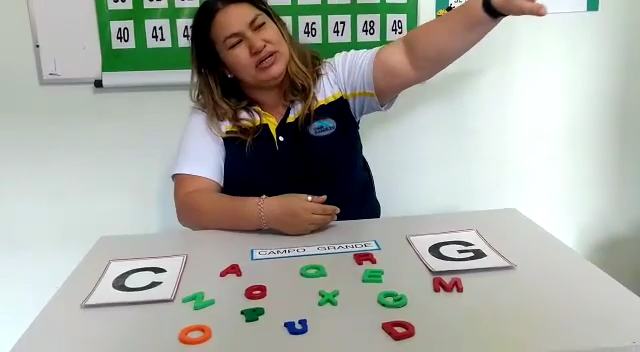 40 41 46 47 48 49
CAMPO GRANDE
C
G
A Q R
N O X E G M
O P U D